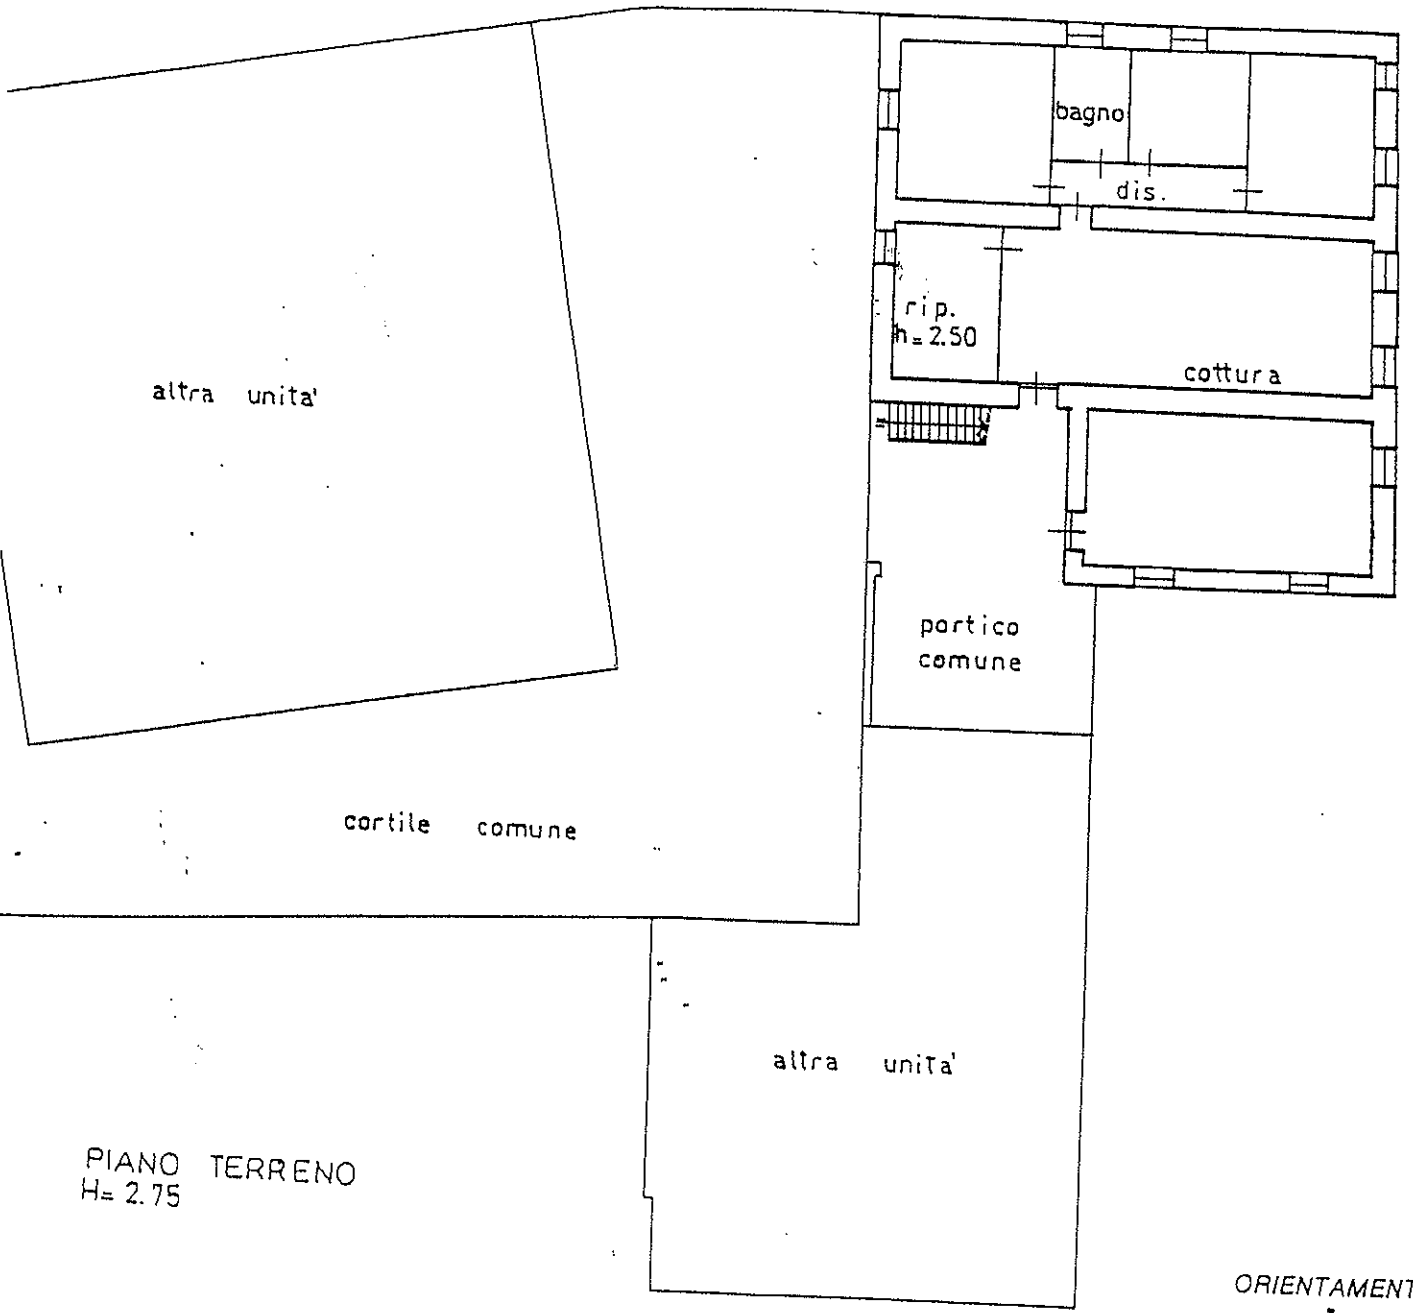 bagno
dis.
rip.
h=2.50
cottura
altra unita'
portico
comune
cortile comune
altra unita'
PIANO TERRENO
H= 2.75
ORIENTAMENT